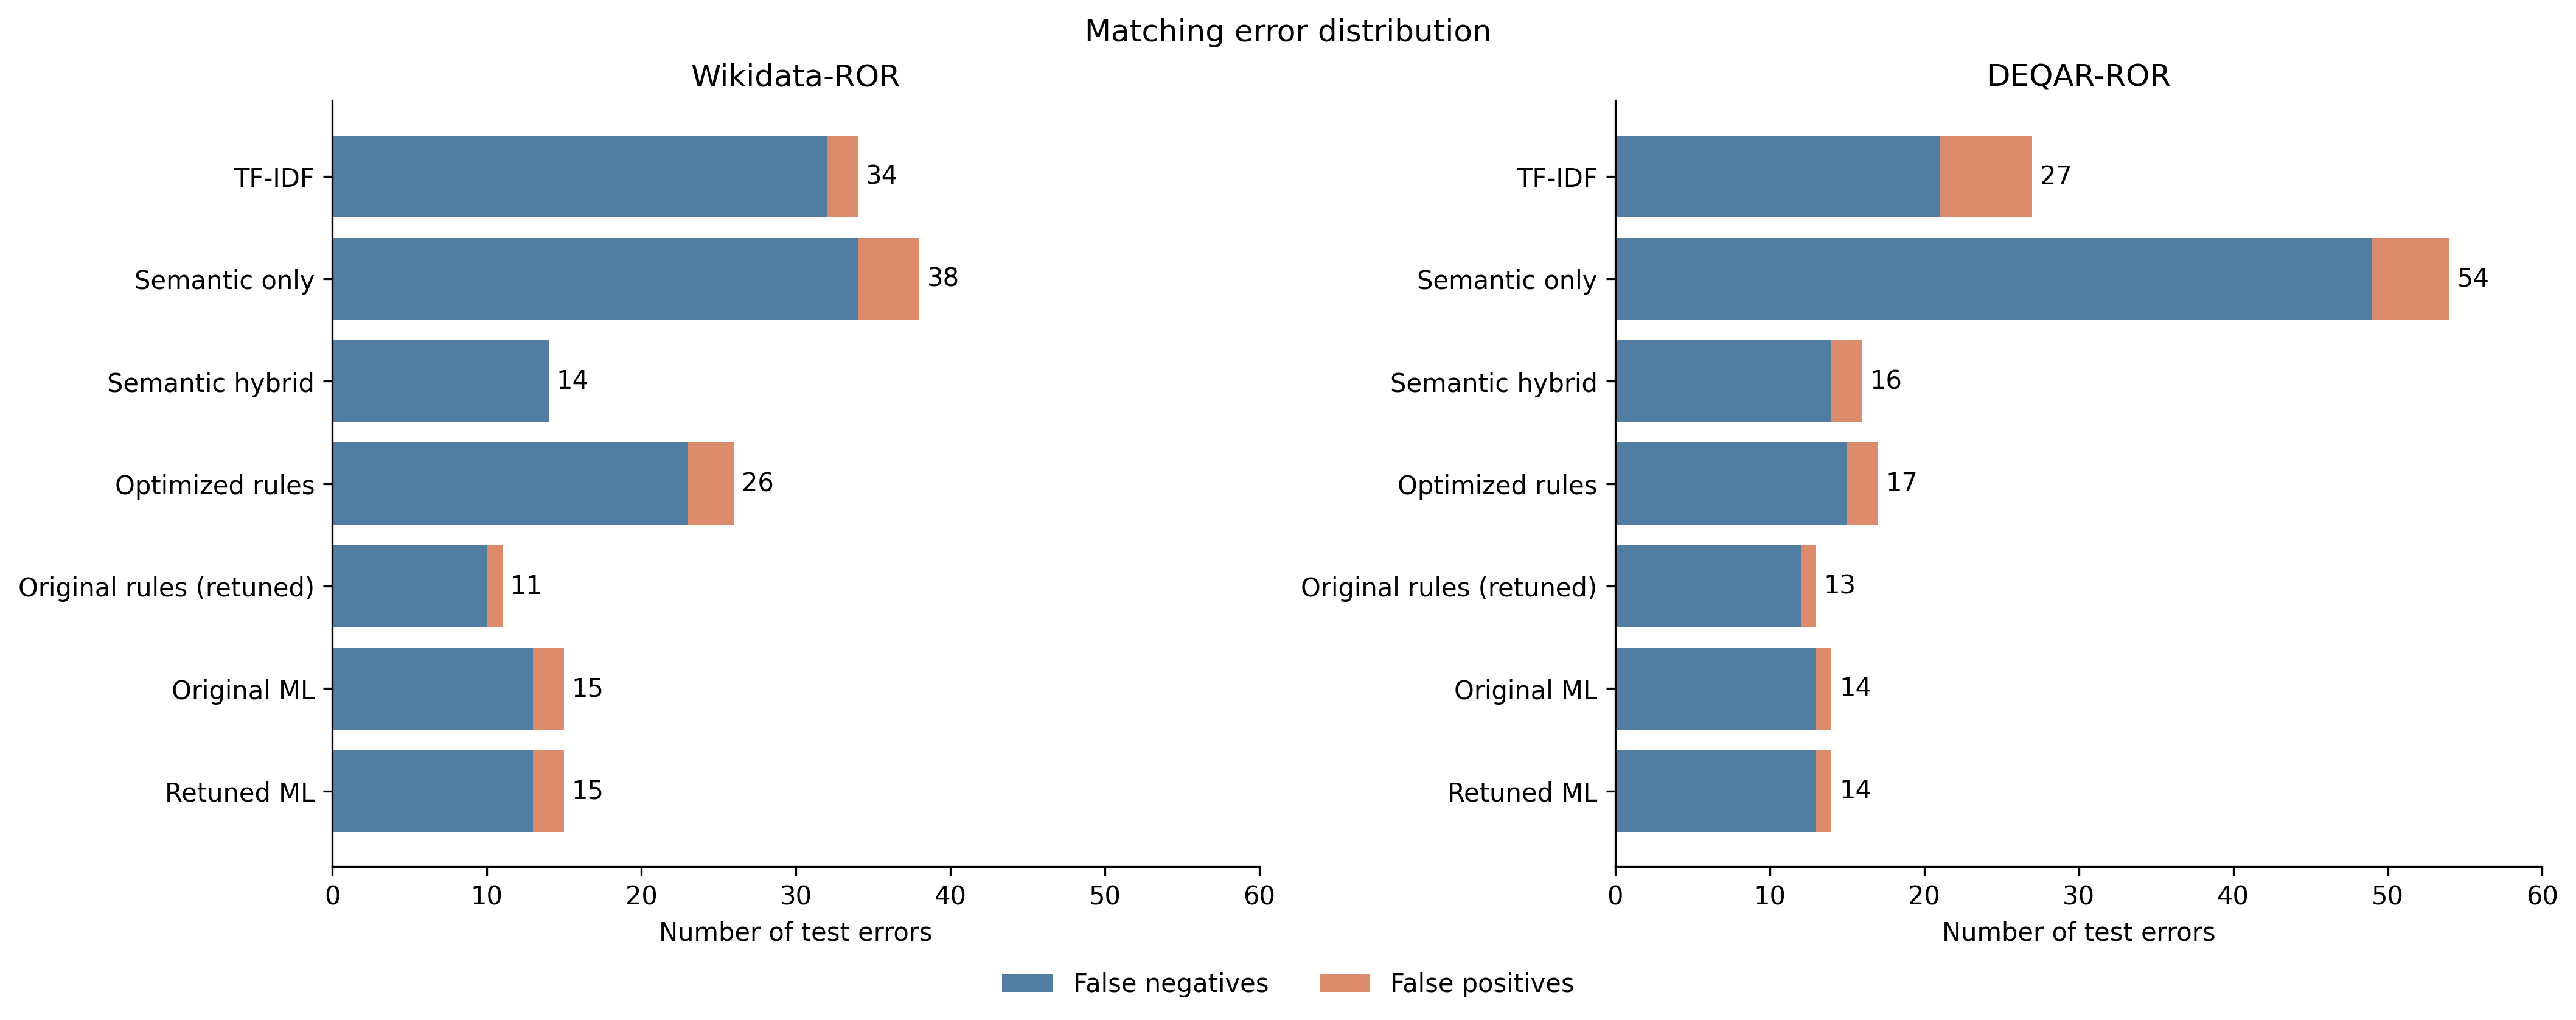 Matching error distribution
Wikidata-ROR
TF-IDF
34
Semantic only
38
Semantic hybrid
14
Optimized rules
26
Original rules (retuned)
11
Original ML
15
Retuned ML
15
0 10 20 30 40 50 60
Number of test errors
DEQAR-ROR
TF-IDF
27
Semantic only
54
Semantic hybrid
16
Optimized rules
17
Original rules (retuned)
13
Original ML
14
Retuned ML
14
0 10 20 30 40 50 60
Number of test errors
False negatives
False positives